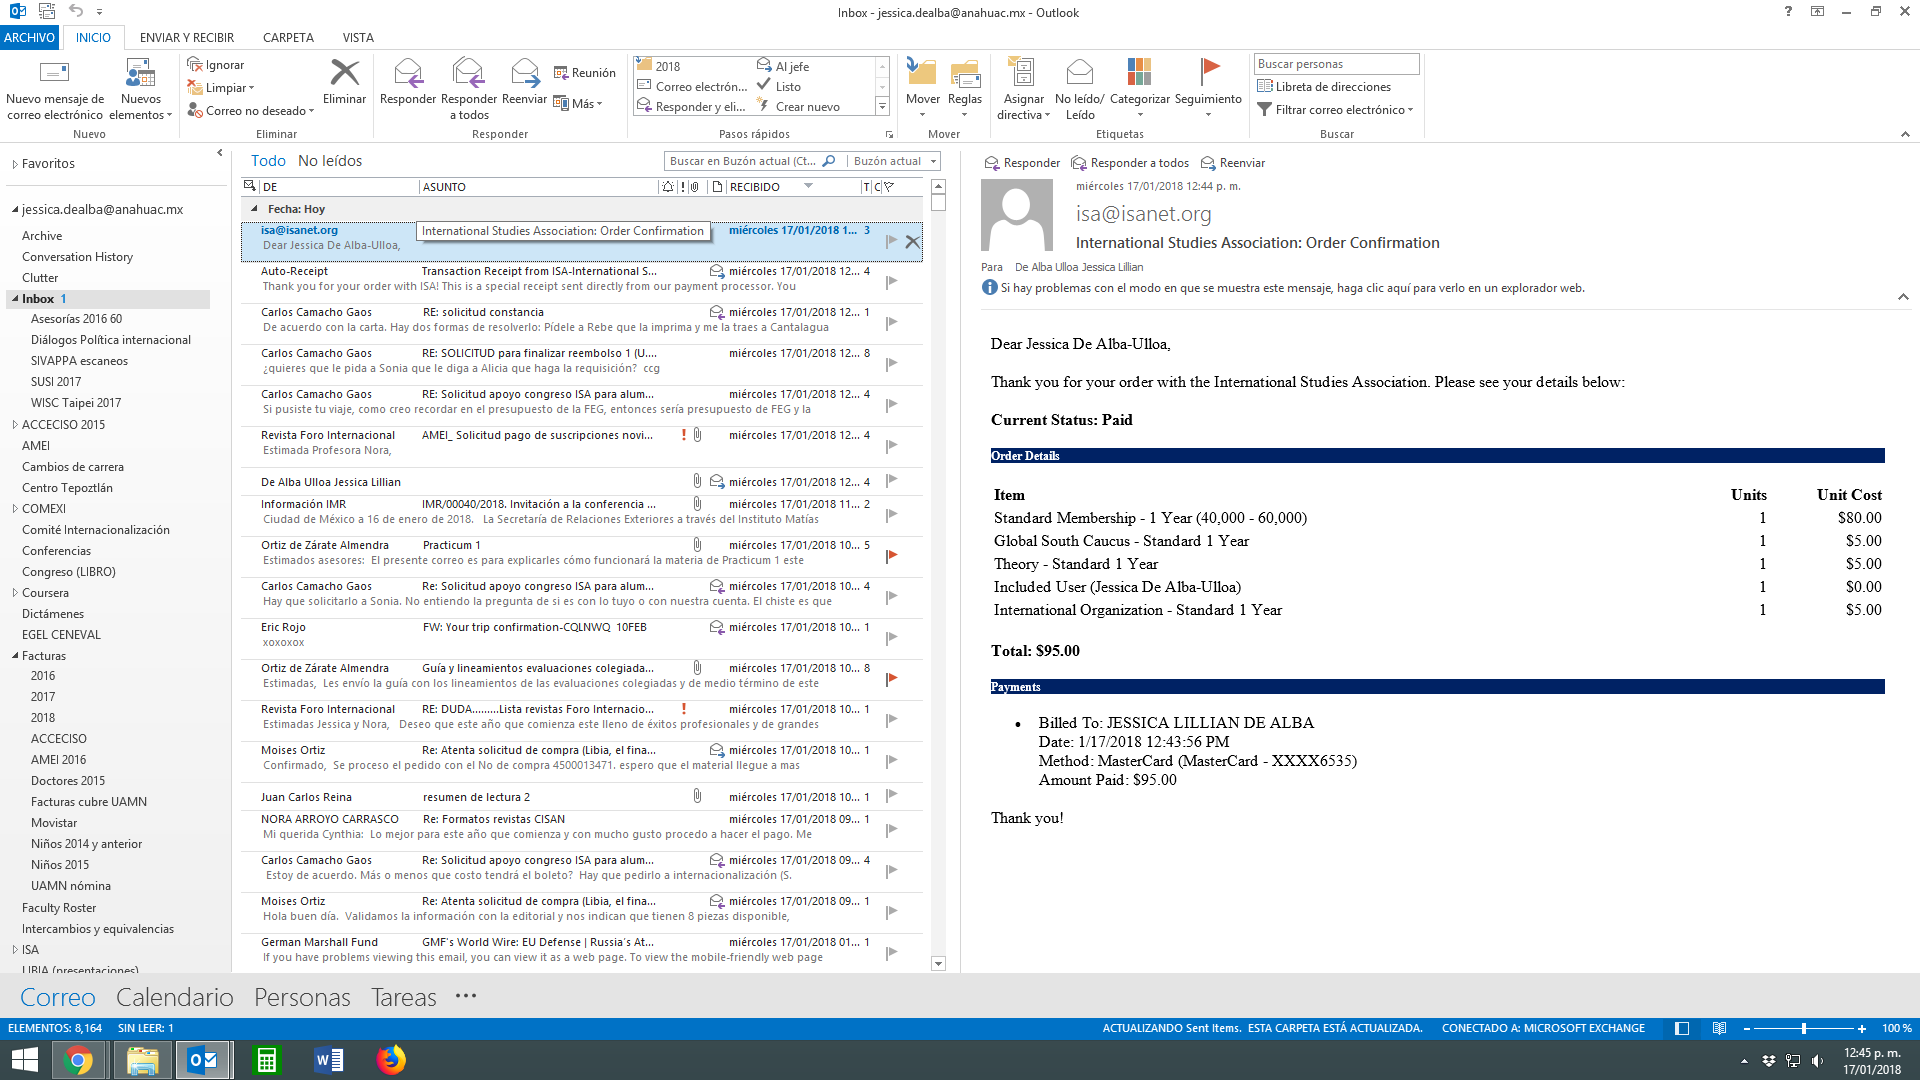 Inbox - jessica.dealba@anahuac.mx - Outlook
ARCHIVO INICIO ENVIAR Y RECIBIR CARPETA VISTA
Nuevo mensaje de correo electrónico
Nuevos elementos
Nuevo
Ignorar
Limpiar
Correo no deseado
Eliminar
Eliminar
Responder
Responder a todos
Reenviar
Reunión
Más
Responder
2018
Correo electrón...
Responder y eli...
Al jefe
Listo
Crear nuevo
Pasos rápidos
Mover
Reglas
Mover
Asignar directiva
No leído/ Leído
Categorizar
Seguimiento
Etiquetas
Buscar personas
Libreta de direcciones
Filtrar correo electrónico
Buscar
Favoritos
jessica.dealba@anahuac.mx
Archive
Conversation History
Clutter
Inbox 1
Asesorías 2016 60
Diálogos Política internacional
SIVAPPA escaneos
SUSI 2017
WISC Taipei 2017
ACCECISO 2015
AMEI
Cambios de carrera
Centro Tepoztlán
COMEXI
Comité Internacionalización
Conferencias
Congreso (LIBRO)
Coursera
Dictámenes
EGEL CENEVAL
Facturas
2016
2017
2018
ACCECISO
AMEI 2016
Doctores 2015
Facturas cubre UAMN
Movistar
Niños 2014 y anterior
Niños 2015
UAMN nómina
Faculty Roster
Intercambios y equivalencias
ISA
LIBIA (presentaciones)
Todo No leídos
Buscar en Buzón actual (Ct... Buzón actual
DE ASUNTO ! RECIBIDO T C
Fecha: Hoy
isa@isanet.org International Studies Association: Order Confirmation miércoles 17/01/2018 1... 3
Dear Jessica De Alba-Ulloa,
Auto-Receipt Transaction Receipt from ISA-International S... miércoles 17/01/2018 12... 4
Thank you for your order with ISA! This is a special receipt sent directly from our payment processor. You
Carlos Camacho Gaos RE: solicitud constancia miércoles 17/01/2018 12... 1
De acuerdo con la carta. Hay dos formas de resolverlo: Pídele a Rebe que la imprima y me la traes a Cantalagua
Carlos Camacho Gaos RE: SOLICITUD para finalizar reembolso 1 (U.... miércoles 17/01/2018 12... 8
¿quieres que le pida a Sonia que le diga a Alicia que haga la requisición? ccg
Carlos Camacho Gaos RE: Solicitud apoyo congreso ISA para alum... miércoles 17/01/2018 12... 4
Si pusiste tu viaje, como creo recordar en el presupuesto de la FEG, entonces sería presupuesto de FEG y la
Revista Foro Internacional AMEI_ Solicitud pago de suscripciones novi... ! miércoles 17/01/2018 12... 4
Estimada Profesora Nora,
De Alba Ulloa Jessica Lillian miércoles 17/01/2018 12... 4
Información IMR IMR/00040/2018. Invitación a la conferencia ... miércoles 17/01/2018 11... 2
Ciudad de México a 16 de enero de 2018. La Secretaría de Relaciones Exteriores a través del Instituto Matías
Ortiz de Zárate Almendra Practicum 1 miércoles 17/01/2018 10... 5
Estimados asesores: El presente correo es para explicarles cómo funcionará la materia de Practicum 1 este
Carlos Camacho Gaos Re: Solicitud apoyo congreso ISA para alum... miércoles 17/01/2018 10... 4
Hay que solicitarlo a Sonia. No entiendo la pregunta de si es con lo tuyo o con nuestra cuenta. El chiste es que
Eric Rojo FW: Your trip confirmation-CQLNWQ 10FEB miércoles 17/01/2018 10... 1
xoxoxox
Ortiz de Zárate Almendra Guía y lineamientos evaluaciones colegiada... miércoles 17/01/2018 10... 8
Estimadas, Les envío la guía con los lineamientos de las evaluaciones colegiadas y de medio término de este
Revista Foro Internacional RE: DUDA.........Lista revistas Foro Internacio... ! miércoles 17/01/2018 10... 1
Estimadas Jessica y Nora, Deseo que este año que comienza este lleno de éxitos profesionales y de grandes
Moises Ortiz Re: Atenta solicitud de compra (Libia, el fina... miércoles 17/01/2018 10... 1
Confirmado, Se proceso el pedido con el No de compra 4500013471. espero que el material llegue a mas
Juan Carlos Reina resumen de lectura 2 miércoles 17/01/2018 10... 1
NORA ARROYO CARRASCO Re: Formatos revistas CISAN miércoles 17/01/2018 09... 1
Mi querida Cynthia: Lo mejor para este año que comienza y con mucho gusto procedo a hacer el pago. Me
Carlos Camacho Gaos Re: Solicitud apoyo congreso ISA para alum... miércoles 17/01/2018 09... 4
Estoy de acuerdo. Más o menos que costo tendrá el boleto? Hay que pedirlo a internacionalización (S.
Moises Ortiz Re: Atenta solicitud de compra (Libia, el fina... miércoles 17/01/2018 09... 1
Hola buen día. Validamos la información con la editorial y nos indican que tienen 8 piezas disponible,
German Marshall Fund GMF's World Wire: EU Defense | Russia's At... miércoles 17/01/2018 01... 1
If you have problems viewing this email, you can view it as a web page. To view the mobile-friendly web page
Responder Responder a todos Reenviar
miércoles 17/01/2018 12:44 p. m.
isa@isanet.org
International Studies Association: Order Confirmation
Para De Alba Ulloa Jessica Lillian
Si hay problemas con el modo en que se muestra este mensaje, haga clic aquí para verlo en un explorador web.
Dear Jessica De Alba-Ulloa,
Thank you for your order with the International Studies Association. Please see your details below:
Current Status: Paid
Order Details
Item Units Unit Cost
Standard Membership - 1 Year (40,000 - 60,000) 1 $80.00
Global South Caucus - Standard 1 Year 1 $5.00
Theory - Standard 1 Year 1 $5.00
Included User (Jessica De Alba-Ulloa) 1 $0.00
International Organization - Standard 1 Year 1 $5.00
Total: $95.00
Payments
Billed To: JESSICA LILLIAN DE ALBA
Date: 1/17/2018 12:43:56 PM
Method: MasterCard (MasterCard - XXXX6535)
Amount Paid: $95.00
Thank you!
Correo Calendario Personas Tareas ...
ELEMENTOS: 8,164 SIN LEER: 1 ACTUALIZANDO Sent Items. ESTA CARPETA ESTÁ ACTUALIZADA. CONECTADO A: MICROSOFT EXCHANGE 100 %
12:45 p. m.
17/01/2018